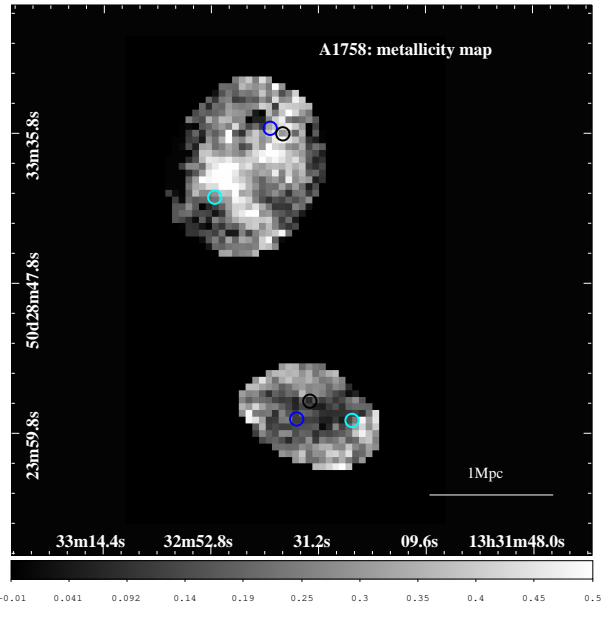 A1758: metallicity map
33m35.8s
50d28m47.8s
23m59.8s
1Mpc
33m14.4s 32m52.8s 31.2s 09.6s 13h31m48.0s
-0.01 0.041 0.092 0.14 0.19 0.25 0.3 0.35 0.4 0.45 0.5